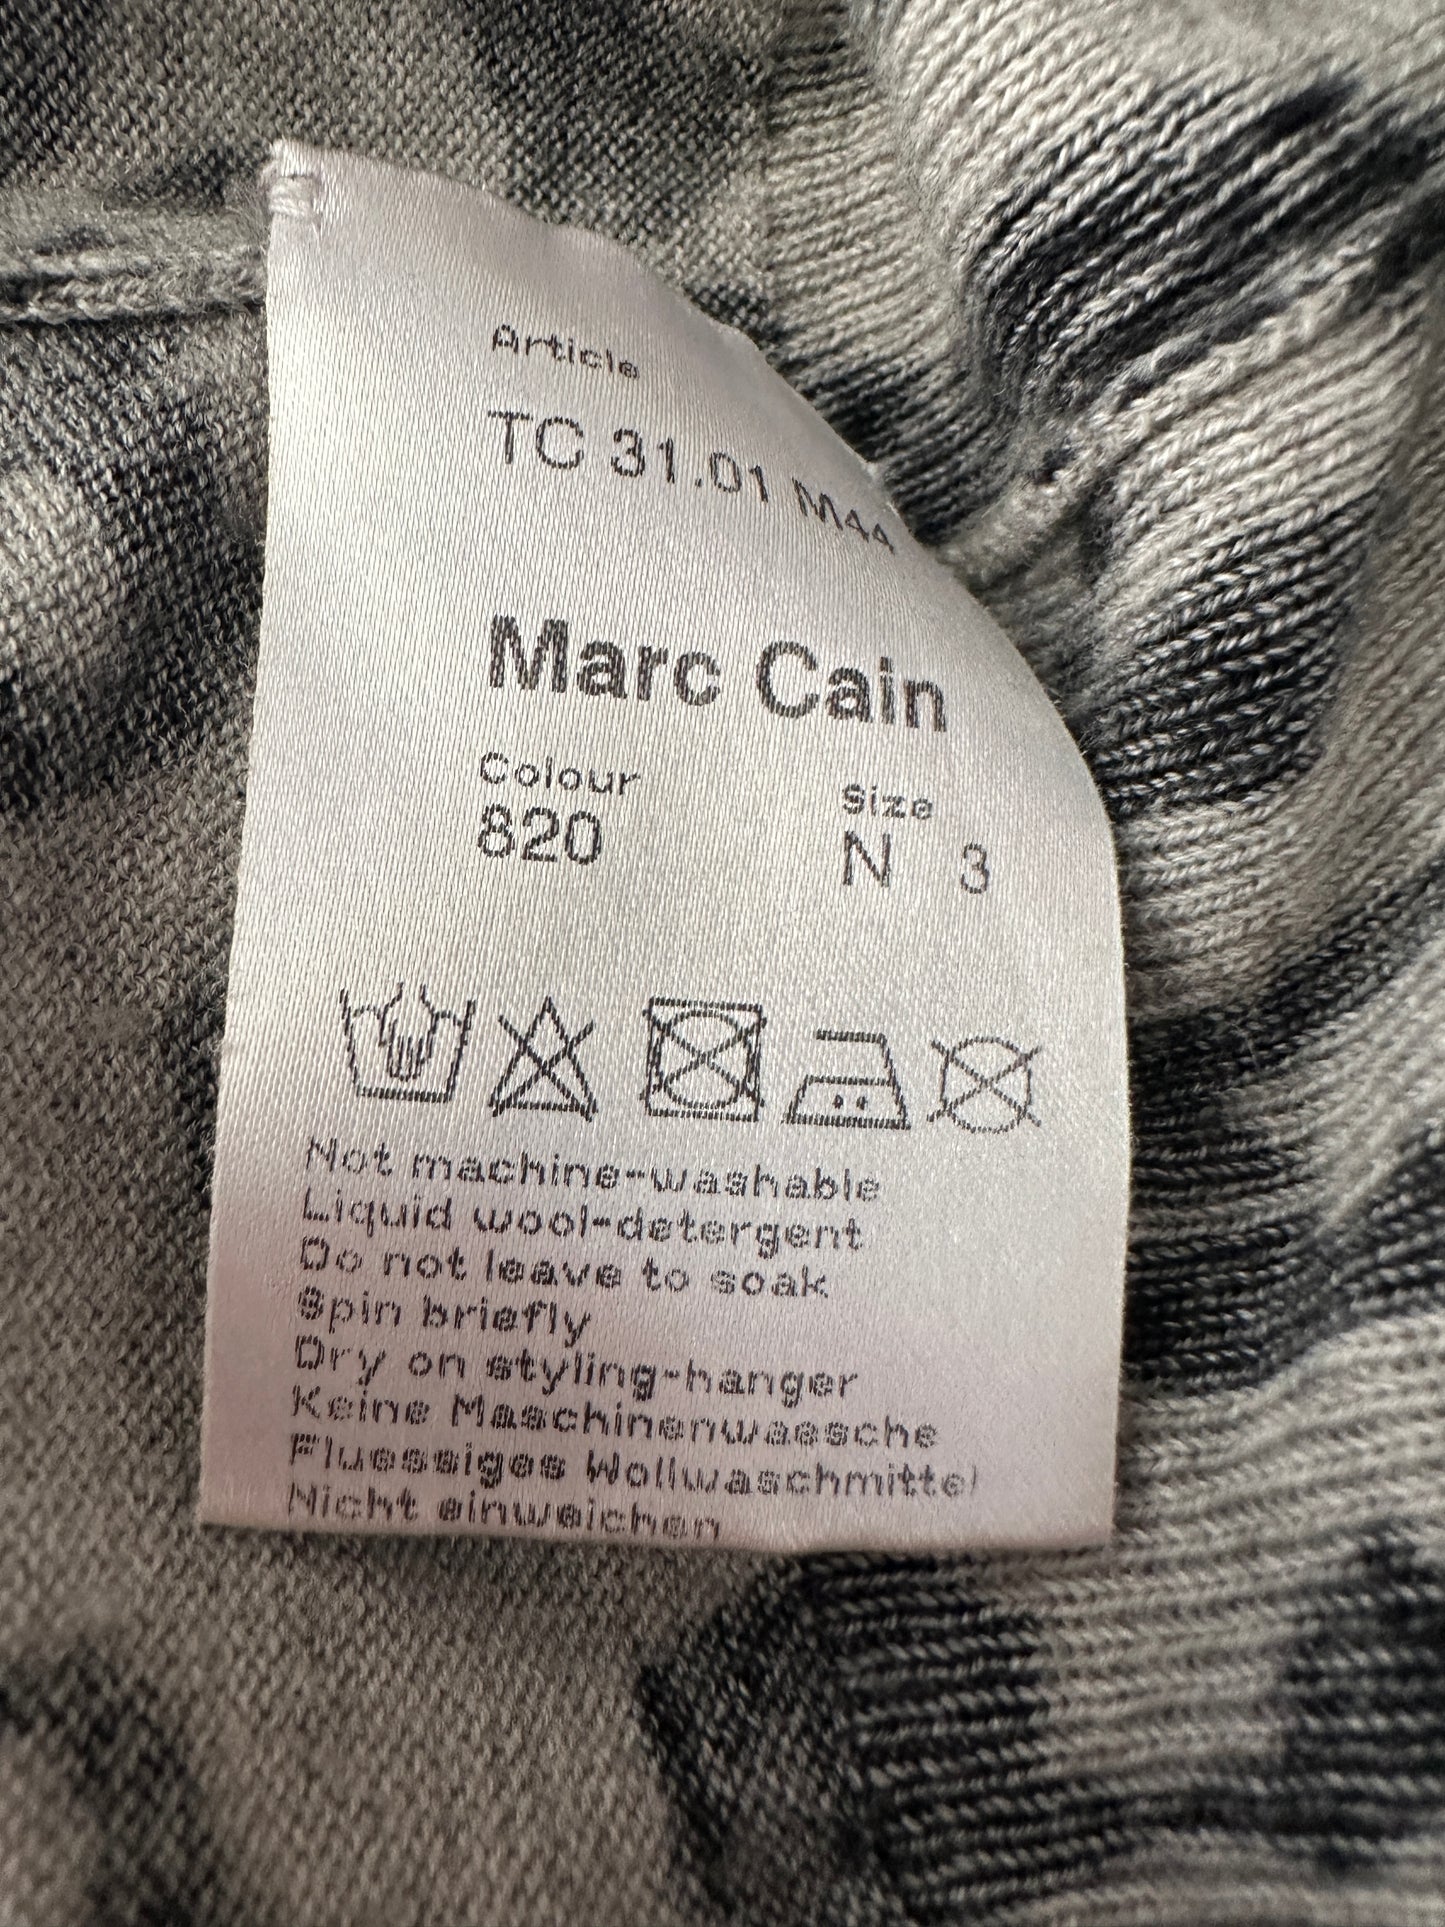 Article
TC 31.01 M44
Marc Cain
Colour Size
820 N 3
Not machine-washable
Liquid wool-detergent
Do not leave to soak
Spin briefly
Dry on styling-hanger
Keine Maschinenwaesche
Fluessiges Wollwaschmittel
Nicht einweichen